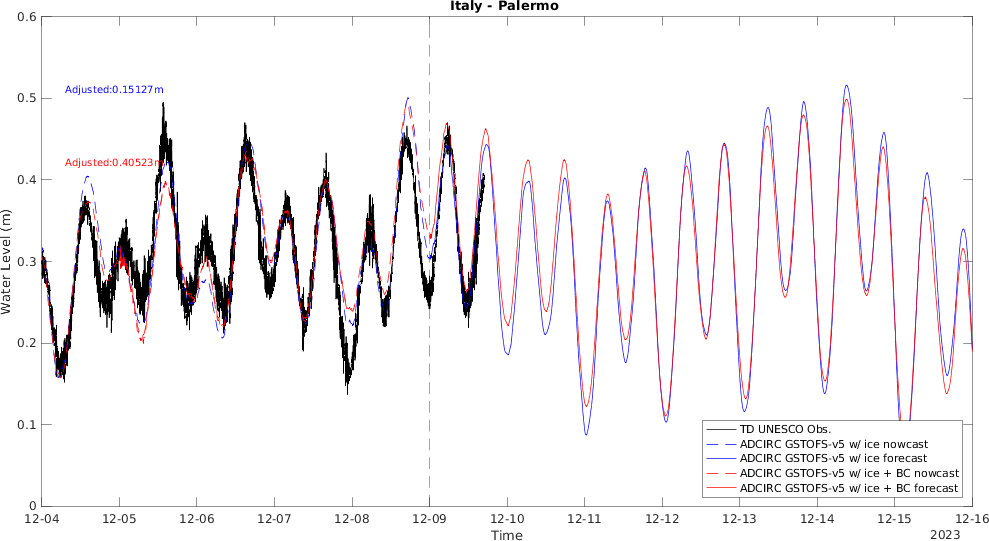 Italy - Palermo
0.6
0.5
0.4
0.3
0.2
0.1
0
Water Level (m)
Adjusted:0.15127m
Adjusted:0.40523m
TD UNESCO Obs.
ADCIRC GSTOFS-v5 w/ ice nowcast
ADCIRC GSTOFS-v5 w/ ice forecast
ADCIRC GSTOFS-v5 w/ ice + BC nowcast
ADCIRC GSTOFS-v5 w/ ice + BC forecast
12-04 12-05 12-06 12-07 12-08 12-09 12-10 12-11 12-12 12-13 12-14 12-15 12-16
Time
2023